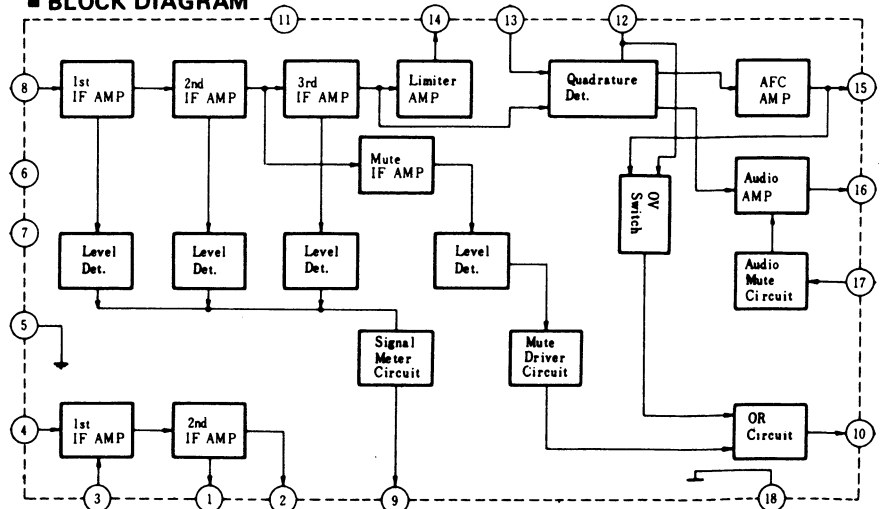 ■ BLOCK DIAGRAM
11
14
13
12
8
1st
IF AMP
2nd
IF AMP
3rd
IF AMP
Limiter
AMP
Quadrature
Det.
AFC
AMP
15
6
Mute
IF AMP
OV
Switch
Audio
AMP
16
7
Level
Det.
Level
Det.
Level
Det.
Level
Det.
Audio
Mute
Circuit
17
5
Signal
Meter
Circuit
Mute
Driver
Circuit
4
1st
IF AMP
2nd
IF AMP
OR
Circuit
10
3
1
2
9
18